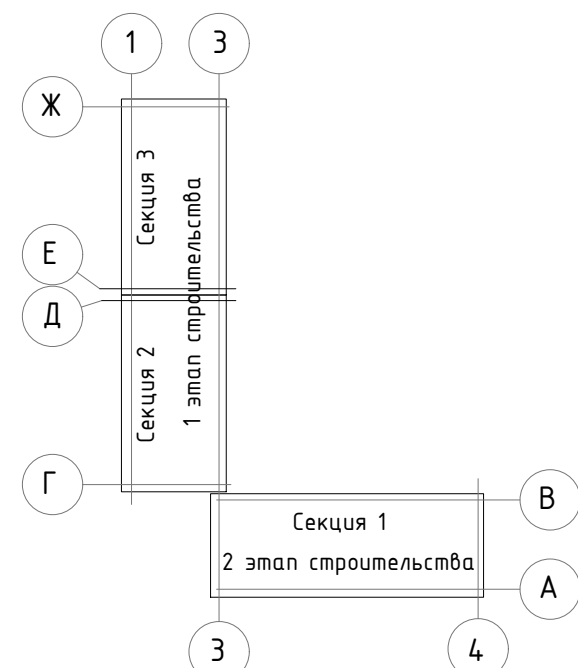 1
3
Ж
Секция 3
1 этап строительства
Е
Д
Секция 2
Г
В
Секция 1
2 этап строительства
А
3
4